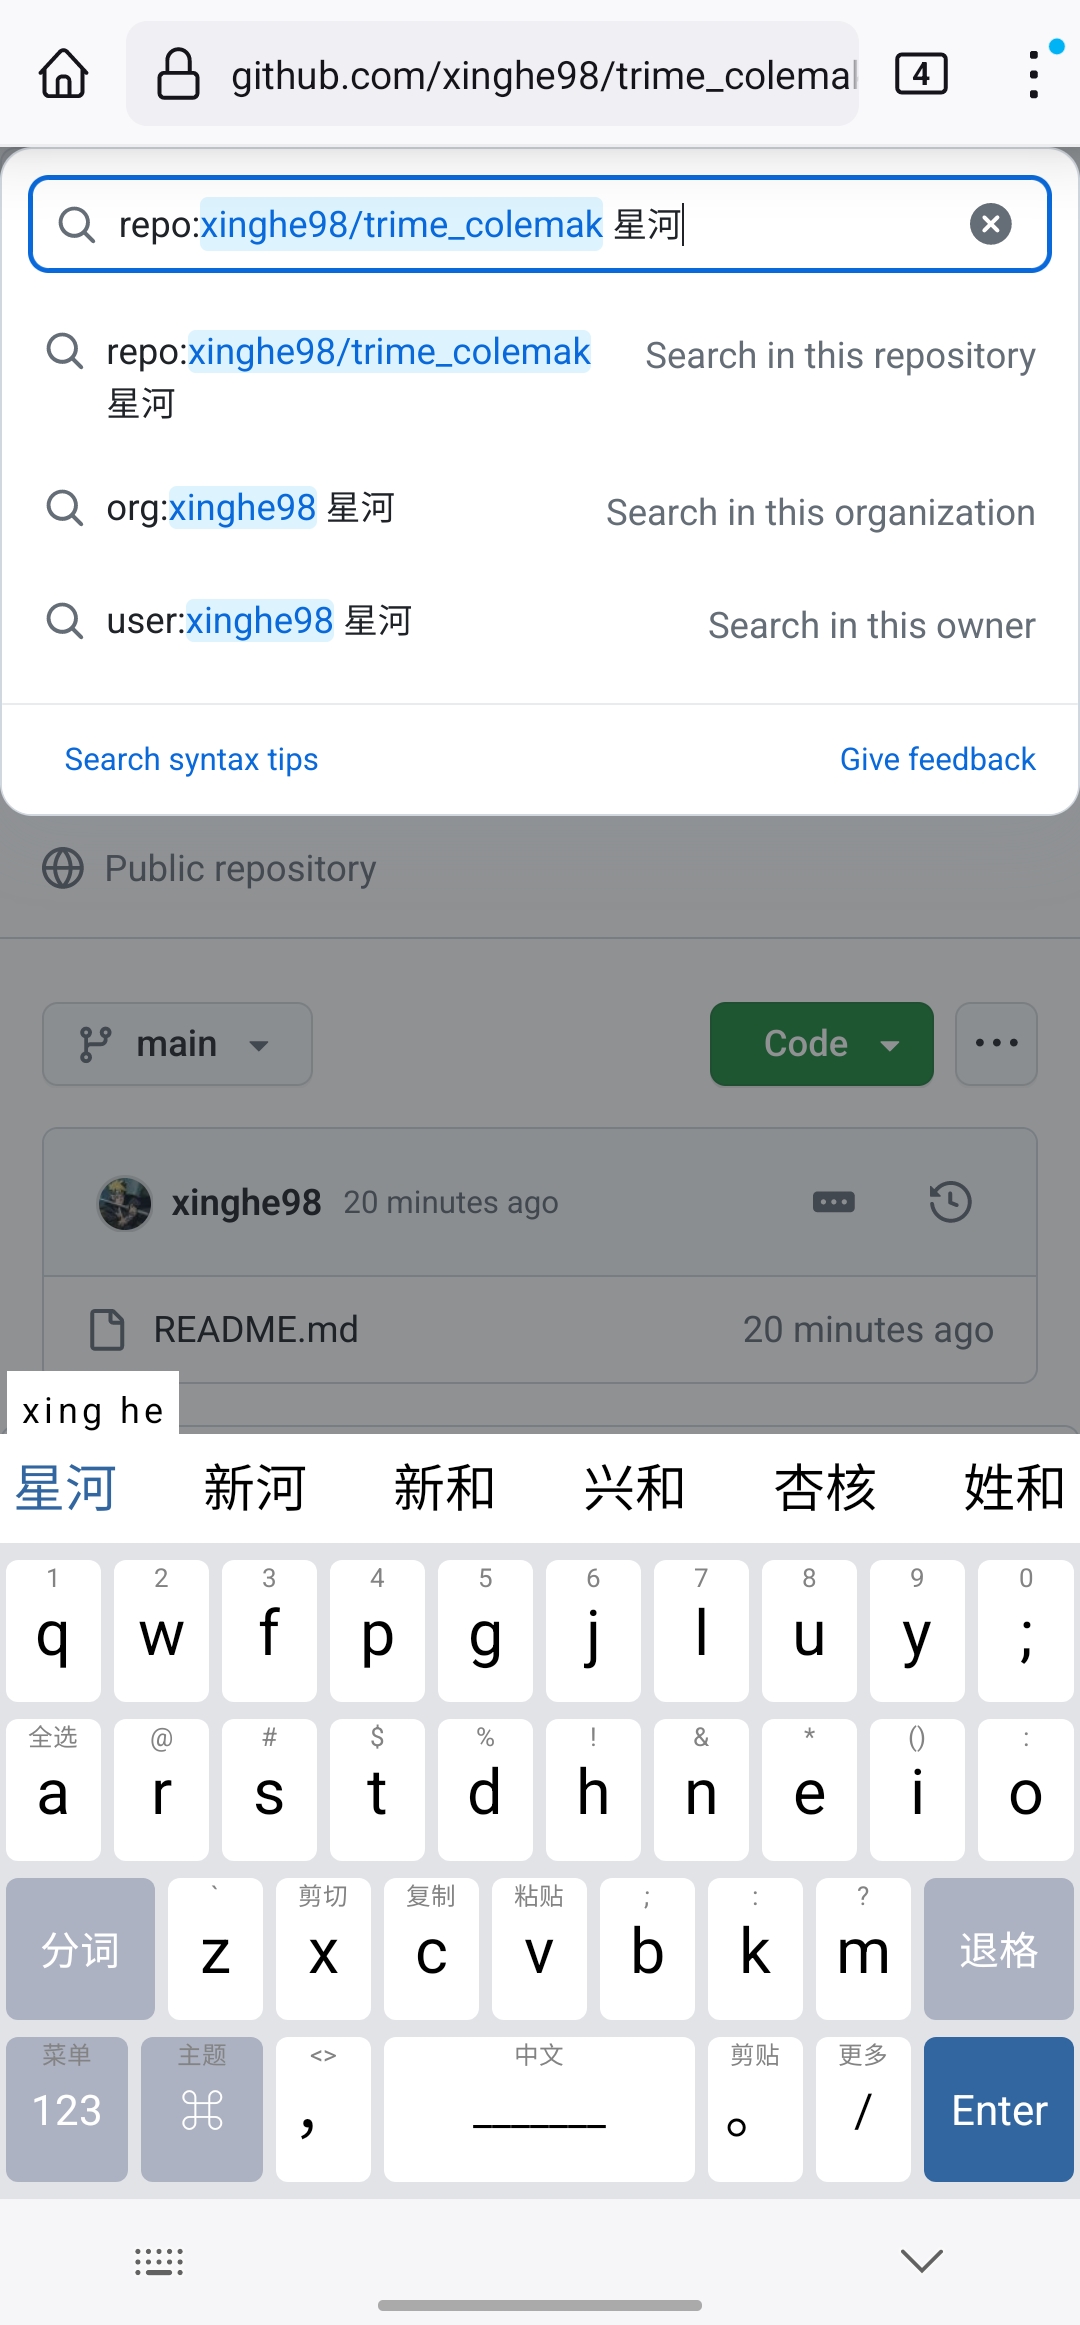 github.com/xinghe98/trime_colemak
4
repo:xinghe98/trime_colemak 星河
repo:xinghe98/trime_colemak Search in this repository
星河
org:xinghe98 星河 Search in this organization
user:xinghe98 星河 Search in this owner
Search syntax tips Give feedback
Public repository
main Code
xinghe98 20 minutes ago
README.md 20 minutes ago
xing he
星河 新河 新和 兴和 杏核 姓和
1 2 3 4 5 6 7 8 9 0
q w f p g j l u y ;
全选 @ # $ % ! & * () :
a r s t d h n e i o
` 剪切 复制 粘贴 ; : ?
分词 z x c v b k m 退格
菜单 主题 <> 中文 剪贴 更多
123 ⌘ , _______ 。 / Enter